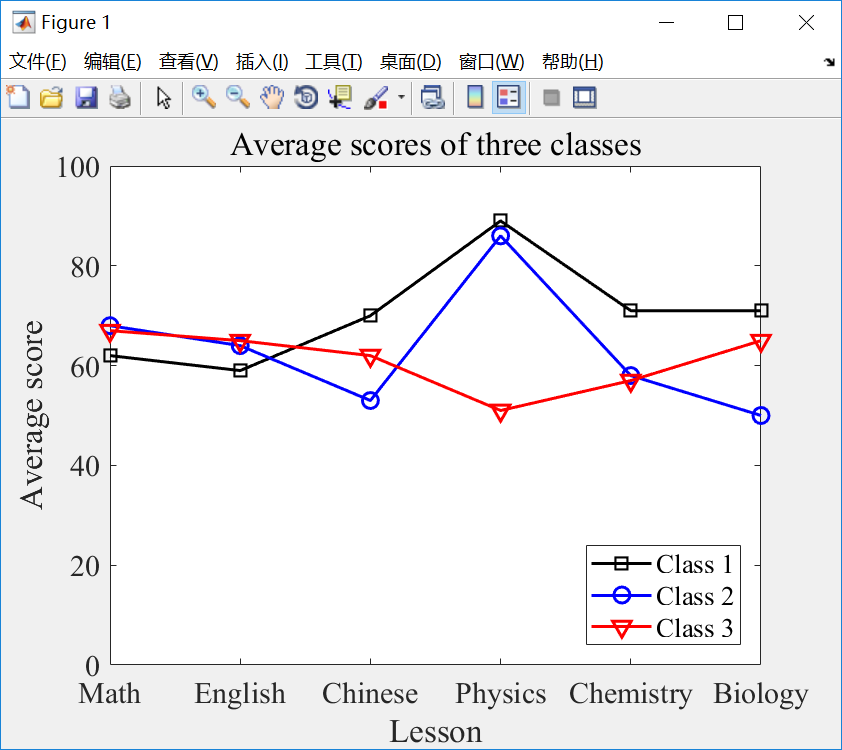 Figure 1
文件(F) 编辑(E) 查看(V) 插入(I) 工具(T) 桌面(D) 窗口(W) 帮助(H)
Average scores of three classes
100
80
60
40
20
0
Average score
Math English Chinese Physics Chemistry Biology
Lesson
Class 1
Class 2
Class 3